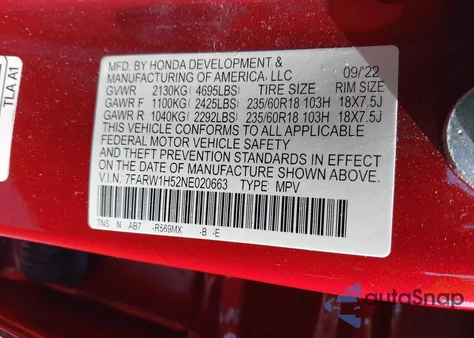 TLA A1
MFD. BY HONDA DEVELOPMENT &
MANUFACTURING OF AMERICA, LLC 09/'22
GVWR 2130KG( 4695LBS) TIRE SIZE RIM SIZE
GAWR F 1100KG( 2425LBS) 235/60R18 103H 18X7.5J
GAWR R 1040KG( 2292LBS) 235/60R18 103H 18X7.5J
THIS VEHICLE CONFORMS TO ALL APPLICABLE
FEDERAL MOTOR VEHICLE SAFETY
AND THEFT PREVENTION STANDARDS IN EFFECT
ON THE DATE OF MANUFACTURE SHOWN ABOVE.
V.I.N. 7FARW1H52NE020663 TYPE: MPV
TNS N AB7 -R569MX -B -E
autoSnap